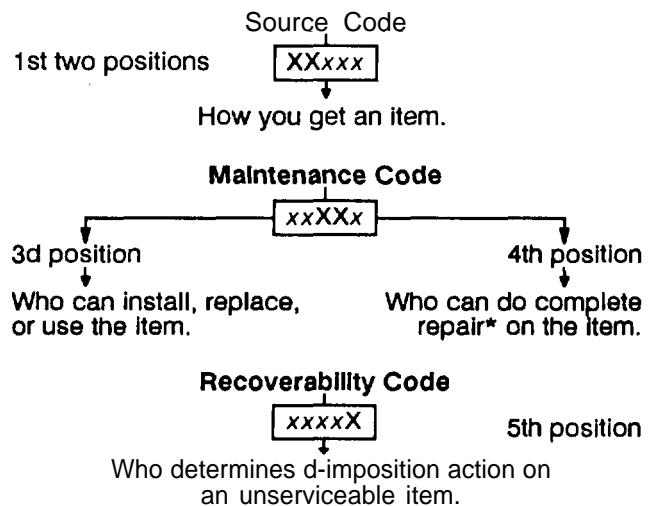 Source Code
1st two positions
XXxxx
How you get an item.
Maintenance Code
xxXXx
3d position
4th position
Who can install, replace,
or use the item.
Who can do complete
repair* on the item.
Recoverability Code
xxxxX
5th position
Who determines d-imposition action on
an unserviceable item.